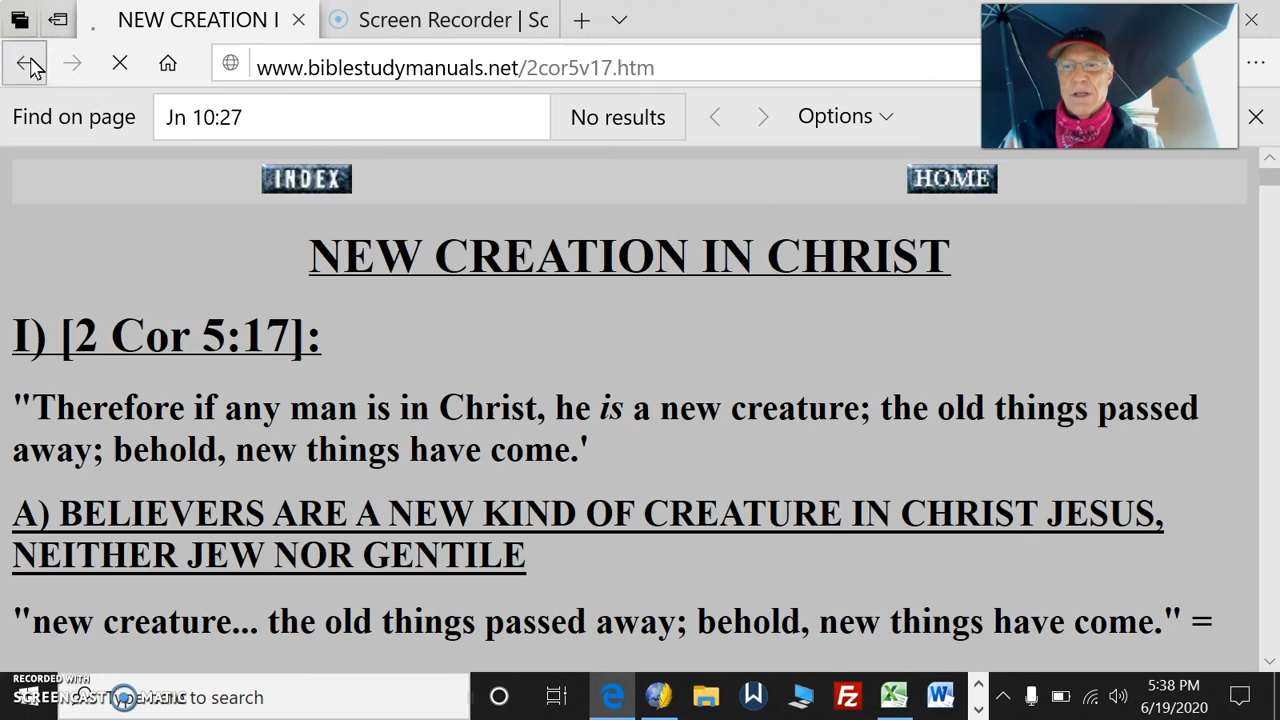 NEW CREATION I
Screen Recorder | Sc
www.biblestudymanuals.net/2cor5v17.htm
Find on page
Jn 10:27
No results
Options
INDEX
HOME
NEW CREATION IN CHRIST
I) [2 Cor 5:17]:
"Therefore if any man is in Christ, he is a new creature; the old things passed
away; behold, new things have come.'
A) BELIEVERS ARE A NEW KIND OF CREATURE IN CHRIST JESUS,
NEITHER JEW NOR GENTILE
"new creature... the old things passed away; behold, new things have come." =
RECORDED WITH
SCREENCAST-O-MATIC
Type here to search
5:38 PM
6/19/2020